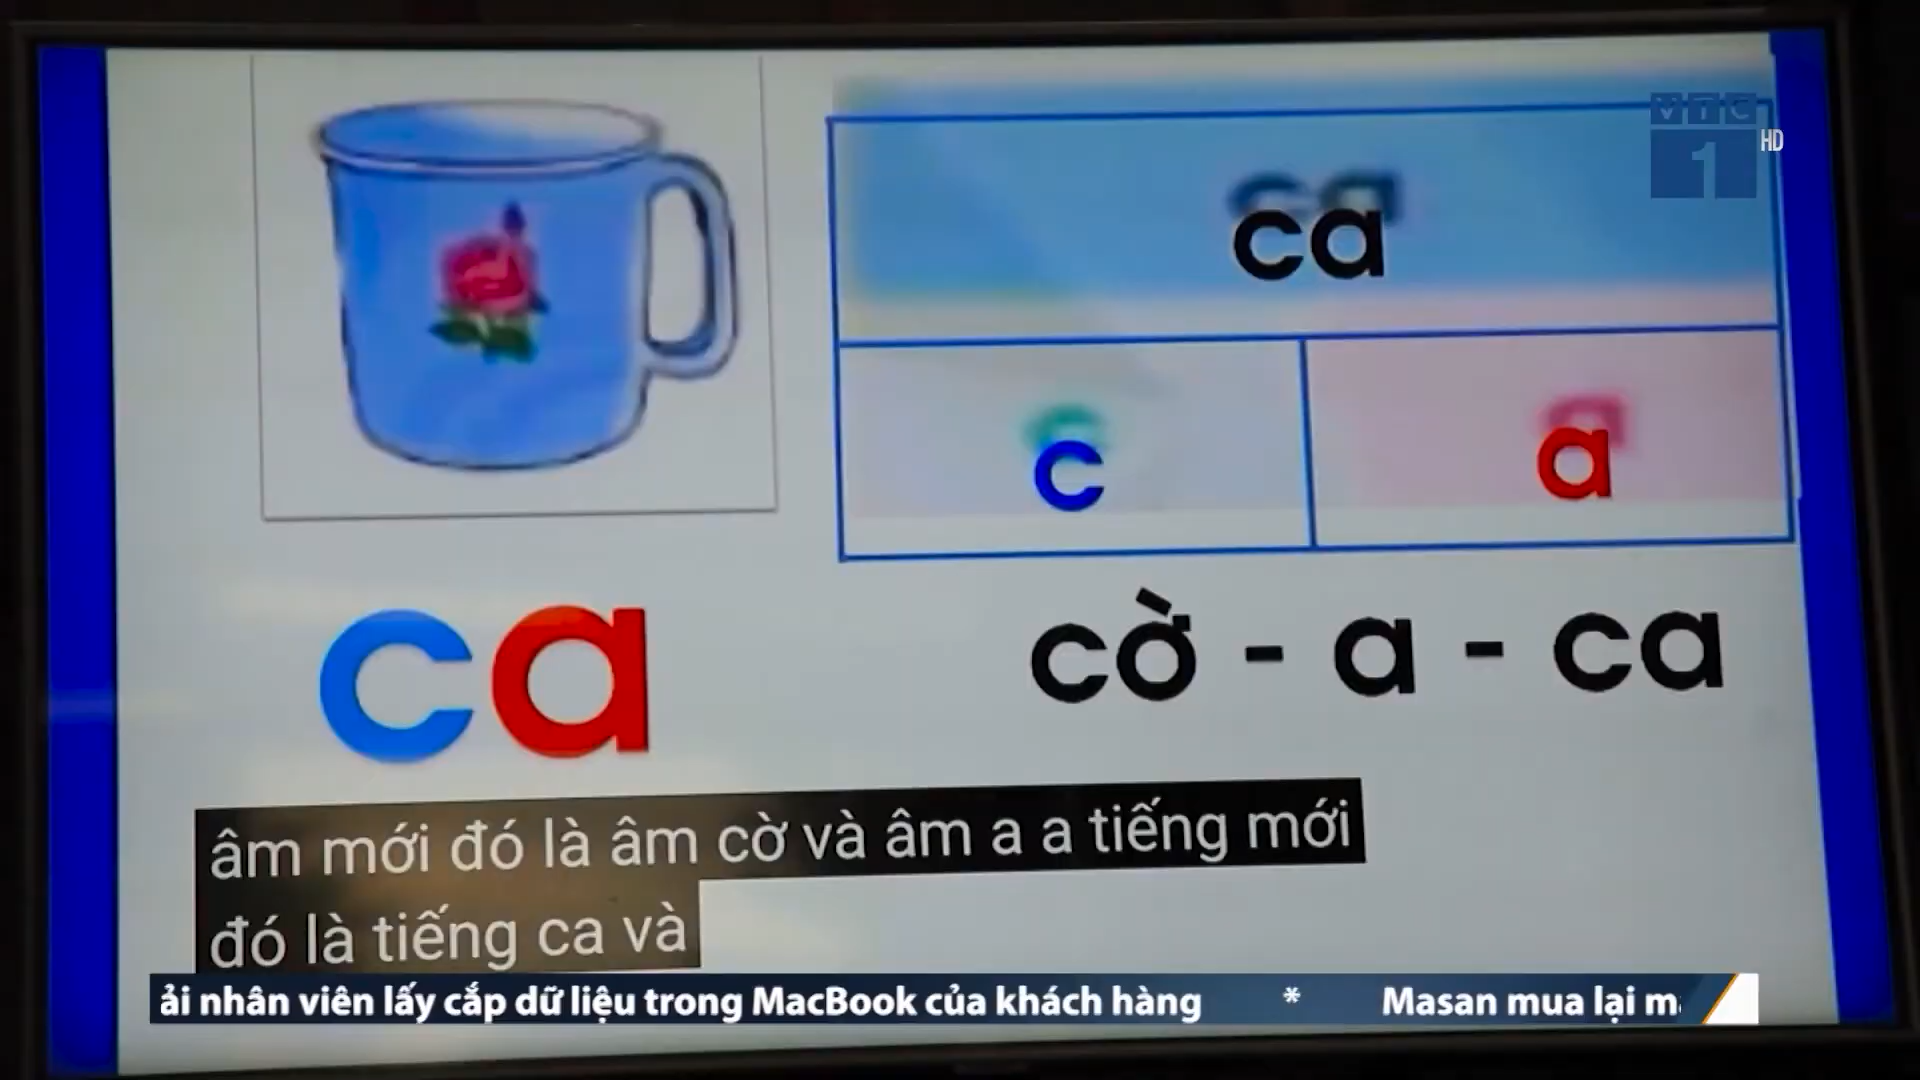 VTC
1 HD
ca
c a
ca
cờ - a - ca
âm mới đó là âm cờ và âm a a tiếng mới
đó là tiếng ca và
ải nhân viên lấy cắp dữ liệu trong MacBook của khách hàng * Masan mua lại